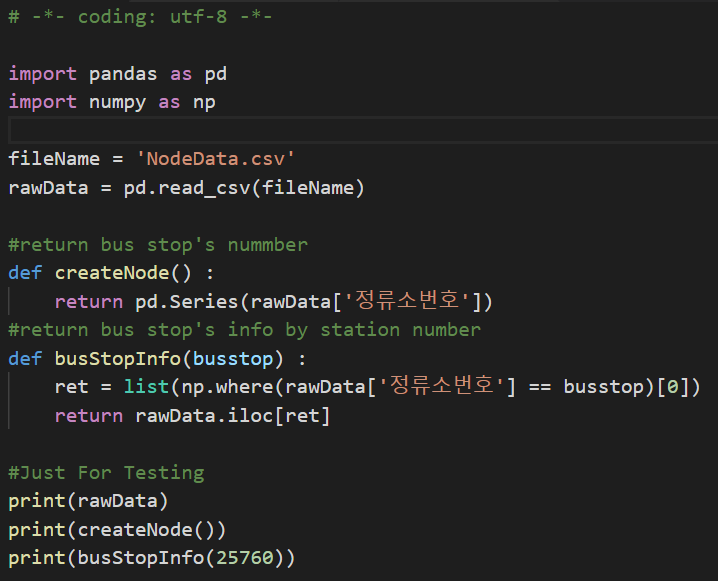 # -*- coding: utf-8 -*-
import pandas as pd
import numpy as np
fileName = 'NodeData.csv'
rawData = pd.read_csv(fileName)
#return bus stop's nummber
def createNode() :
    return pd.Series(rawData['정류소번호'])
#return bus stop's info by station number
def busStopInfo(busstop) :
    ret = list(np.where(rawData['정류소번호'] == busstop)[0])
    return rawData.iloc[ret]
#Just For Testing
print(rawData)
print(createNode())
print(busStopInfo(25760))